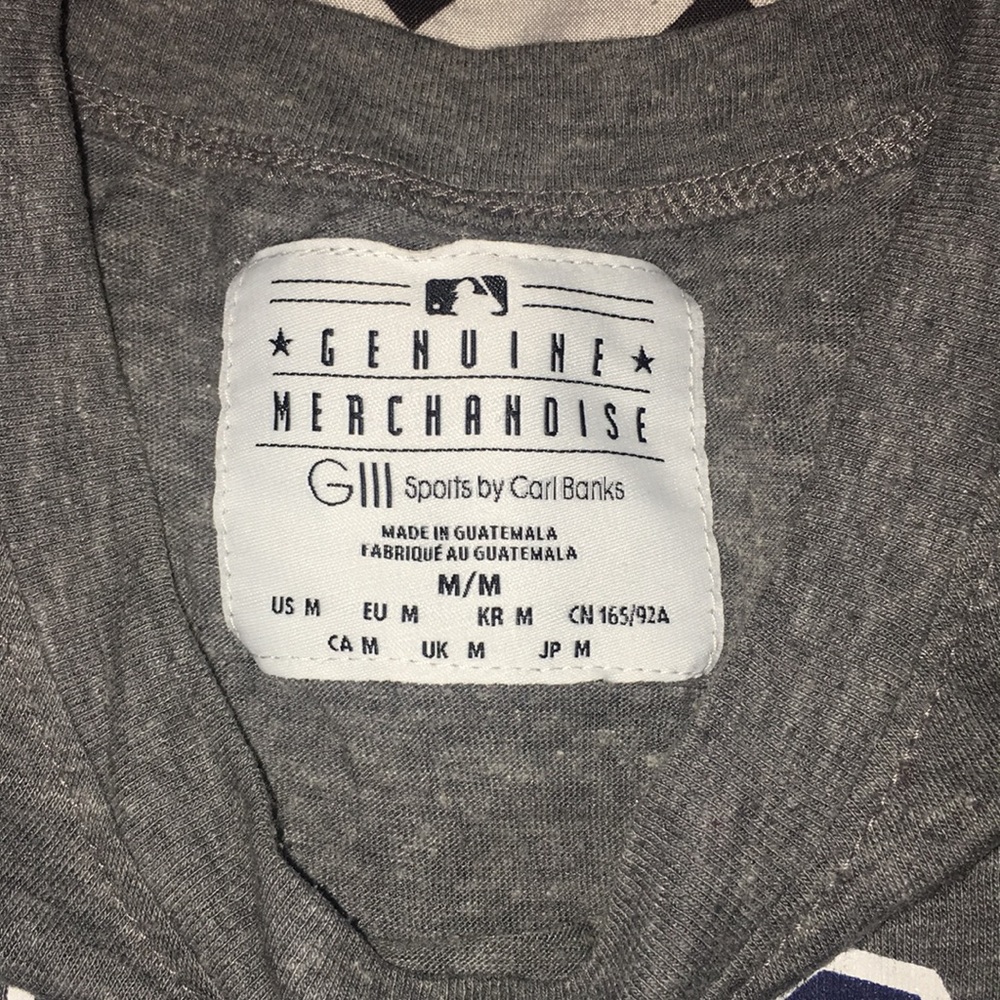 ★ GENUINE ★
MERCHANDISE
GIII Sports by Carl Banks
MADE IN GUATEMALA
FABRIQUÉ AU GUATEMALA
M/M
US M EU M KR M CN 165/92A
CA M UK M JP M